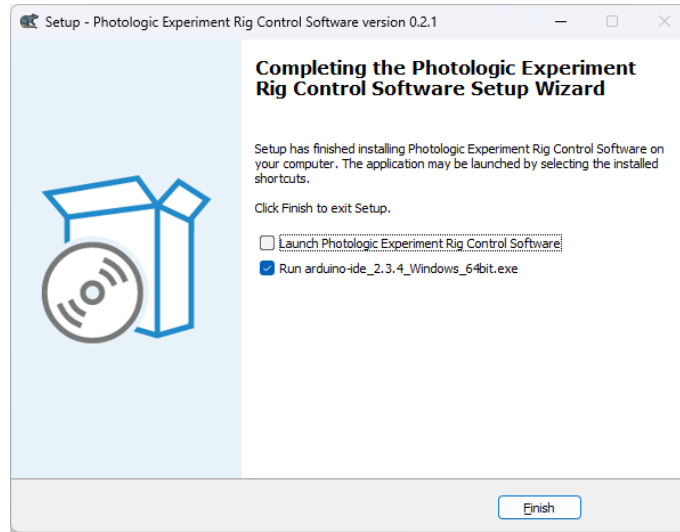 Setup - Photologic Experiment Rig Control Software version 0.2.1
Completing the Photologic Experiment
Rig Control Software Setup Wizard
Setup has finished installing Photologic Experiment Rig Control Software on
your computer. The application may be launched by selecting the installed
shortcuts.
Click Finish to exit Setup.
Launch Photologic Experiment Rig Control Software
Run arduino-ide_2.3.4_Windows_64bit.exe
Finish